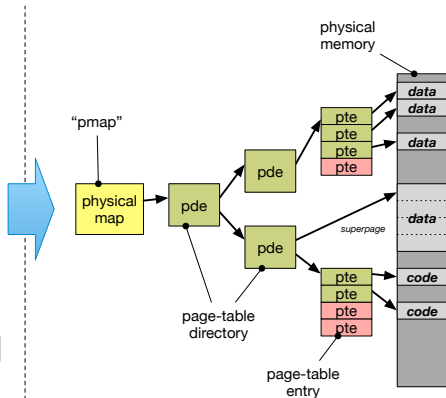 physical
memory
"pmap"
physical
map
pde
pde
pde
pte
pte
pte
pte
data
data
data
superpage
data
pte
pte
pte
pte
code
code
page-table
directory
page-table
entry